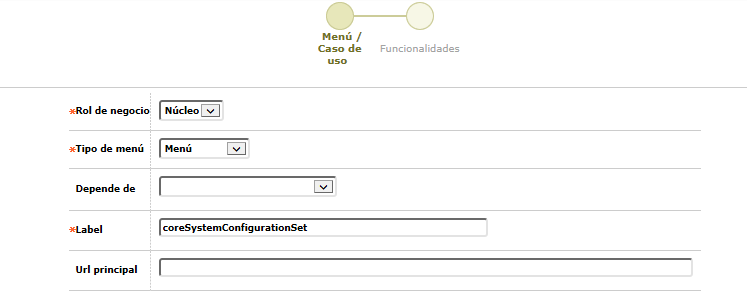 Menú /
Caso de
uso
Funcionalidades
*Rol de negocio Núcleo
*Tipo de menú Menú
Depende de
*Label coreSystemConfigurationSet
Url principal